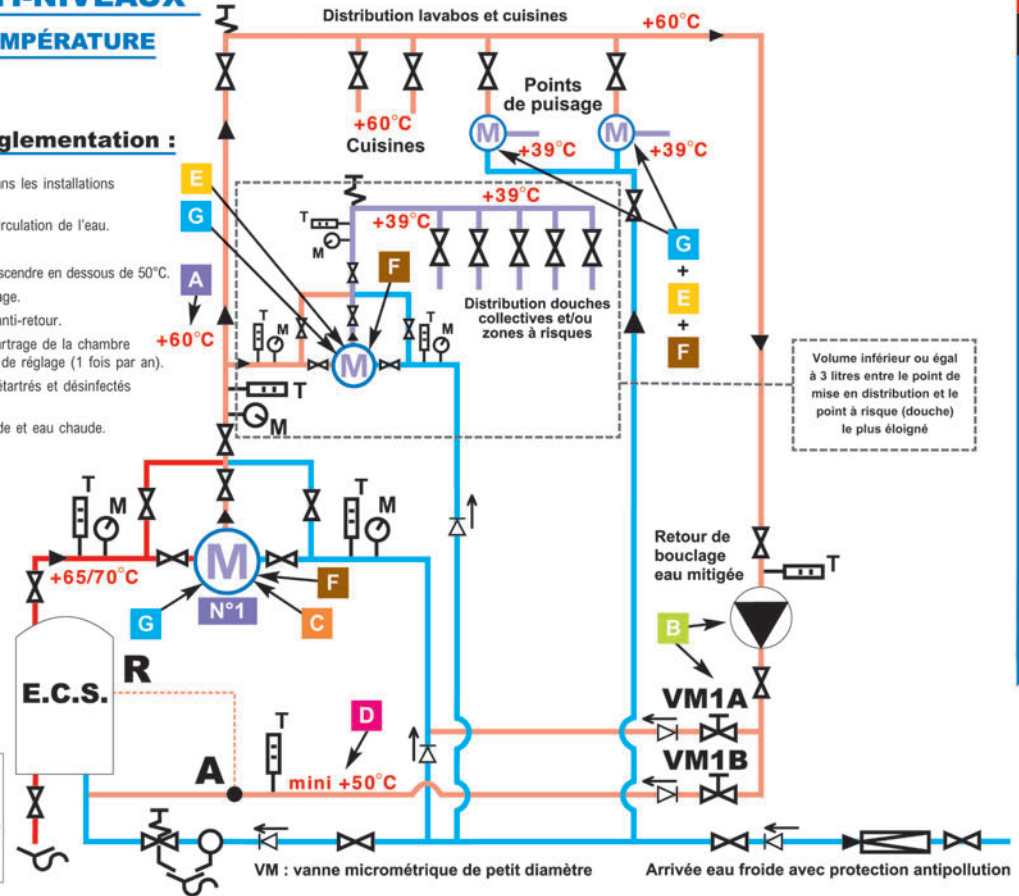 TI-NIVEAUX
MPÉRATURE
glementation :
ns les installations
irculation de l'eau.
scendre en dessous de 50°C.
age.
anti-retour.
artrage de la chambre
de réglage (1 fois par an).
étartrés et désinfectés
de et eau chaude.
Distribution lavabos et cuisines
+60°C
+60°C
Cuisines
Points
de puisage
M
M
+39°C
+39°C
E
G
A
+60°C
T
M
+39°C
+39°C
F
G
+
E
+
F
Distribution douches
collectives et/ou
zones à risques
T
M
M
T
M
T
M
Volume inférieur ou égal
à 3 litres entre le point de
mise en distribution et le
point à risque (douche)
le plus éloigné
T
M
T
M
+65/70°C
M
N°1
G
F
C
Retour de
bouclage
eau mitigée
T
B
E.C.S.
R
VM1A
VM1B
A
T
D
mini +50°C
VM : vanne micrométrique de petit diamètre
Arrivée eau froide avec protection antipollution